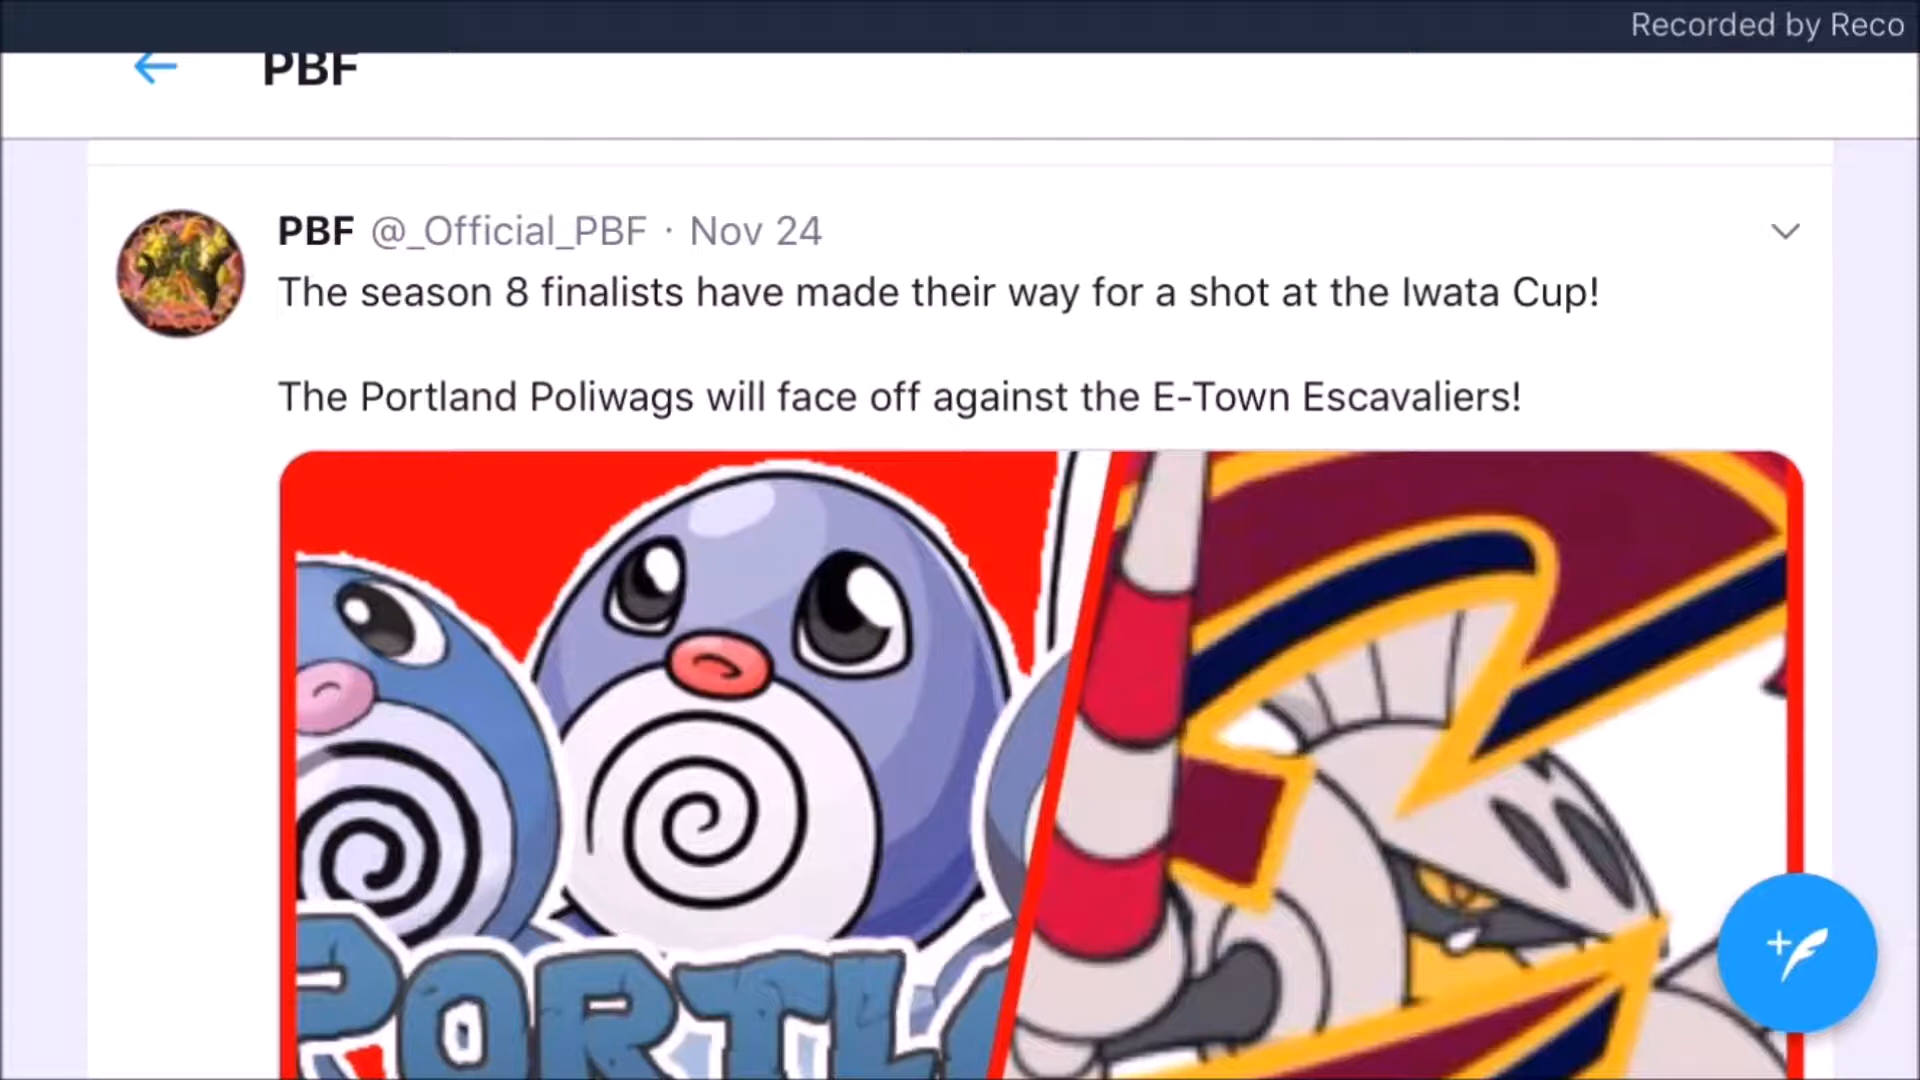 Recorded by Reco
PBF
PBF @_Official_PBF · Nov 24
The season 8 finalists have made their way for a shot at the Iwata Cup!
The Portland Poliwags will face off against the E-Town Escavaliers!
PORTL